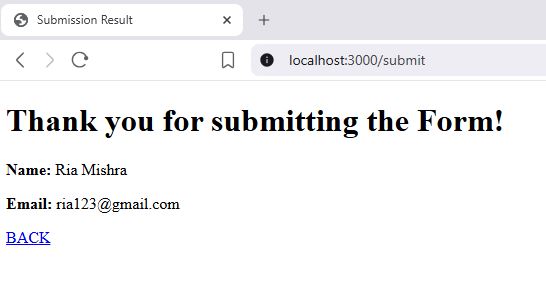 Submission Result
localhost:3000/submit
Thank you for submitting the Form!
Name: Ria Mishra
Email: ria123@gmail.com
BACK